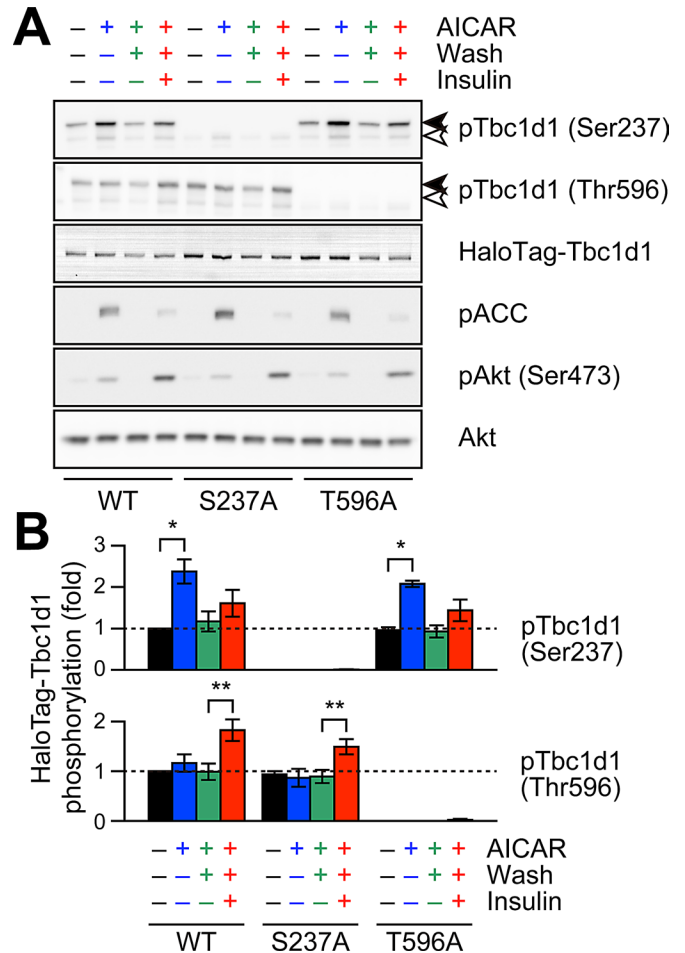 A
− + + + − + + + − + + + AICAR
− − + + − − + + − − + + Wash
− − − + − − − + − − − + Insulin
pTbc1d1 (Ser237)
pTbc1d1 (Thr596)
HaloTag-Tbc1d1
pACC
pAkt (Ser473)
Akt
WT S237A T596A
B
HaloTag-Tbc1d1
phosphorylation (fold)
3
2
1
0
* *
pTbc1d1
(Ser237)
2
1
0
** **
pTbc1d1
(Thr596)
− + + + − + + + − + + + AICAR
− − + + − − + + − − + + Wash
− − − + − − − + − − − + Insulin
WT S237A T596A